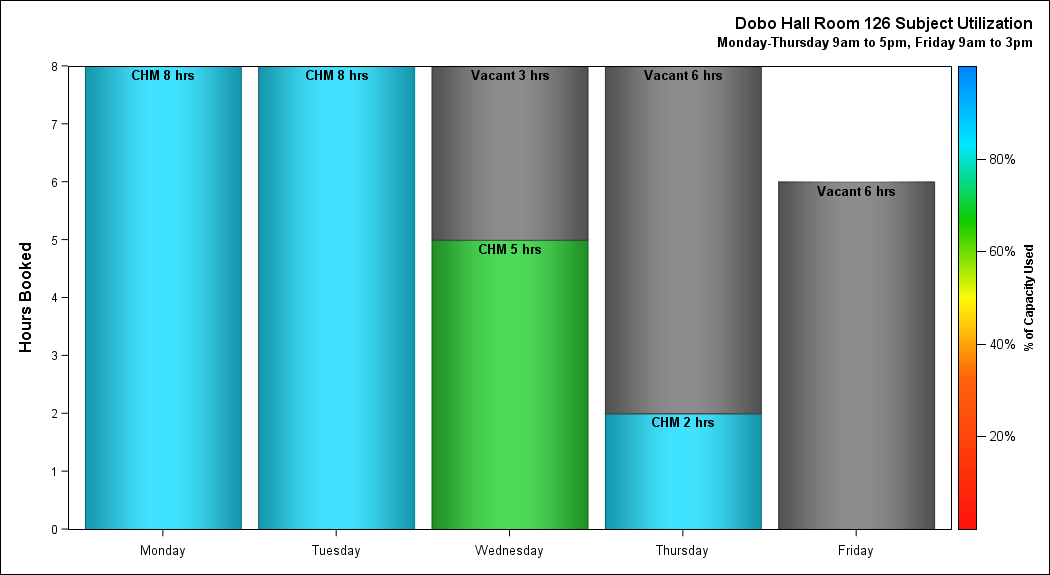 Dobo Hall Room 126 Subject Utilization
Monday-Thursday 9am to 5pm, Friday 9am to 3pm
Hours Booked
8
7
6
5
4
3
2
1
0
CHM 8 hrs
CHM 8 hrs
Vacant 3 hrs
Vacant 6 hrs
Vacant 6 hrs
CHM 5 hrs
CHM 2 hrs
Monday
Tuesday
Wednesday
Thursday
Friday
80%
60%
40%
20%
% of Capacity Used